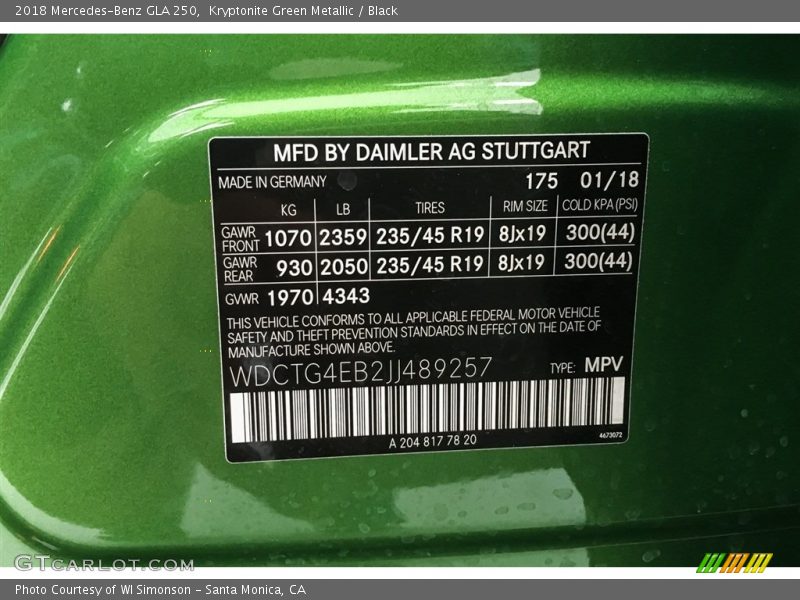 2018 Mercedes-Benz GLA 250,  Kryptonite Green Metallic / Black
MFD BY DAIMLER AG STUTTGART
MADE IN GERMANY 175 01/18
KG LB TIRES RIM SIZE COLD KPA (PSI)
GAWR FRONT 1070 2359 235/45 R19 8Jx19 300(44)
GAWR REAR 930 2050 235/45 R19 8Jx19 300(44)
GVWR 1970 4343
THIS VEHICLE CONFORMS TO ALL APPLICABLE FEDERAL MOTOR VEHICLE
SAFETY AND THEFT PREVENTION STANDARDS IN EFFECT ON THE DATE OF
MANUFACTURE SHOWN ABOVE.
WDCTG4EB2JJ489257 TYPE: MPV
A 204 817 78 20 4673072
GTCARLOT.COM
Photo Courtesy of WI Simonson - Santa Monica, CA